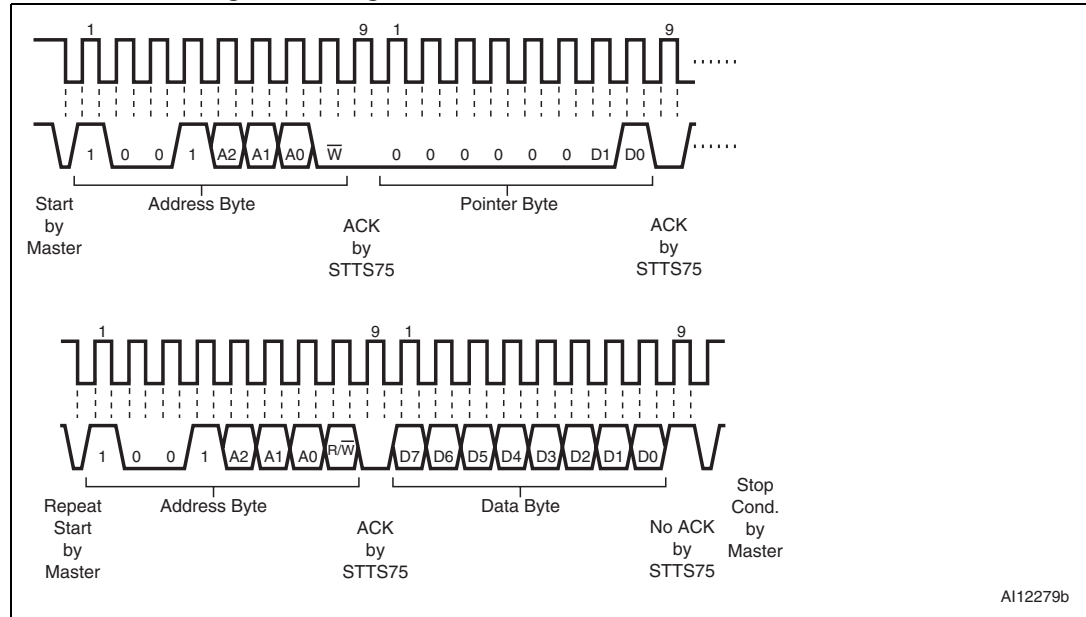 1 9 1 9
1 0 0 1 A2 A1 A0 W̅ 0 0 0 0 0 0 D1 D0
Start
by
Master
Address Byte
ACK
by
STTS75
Pointer Byte
ACK
by
STTS75
1 9 1 9
1 0 0 1 A2 A1 A0 R/W̅ D7 D6 D5 D4 D3 D2 D1 D0
Repeat
Start
by
Master
Address Byte
ACK
by
STTS75
Data Byte
No ACK
by
STTS75
Stop
Cond.
by
Master
AI12279b